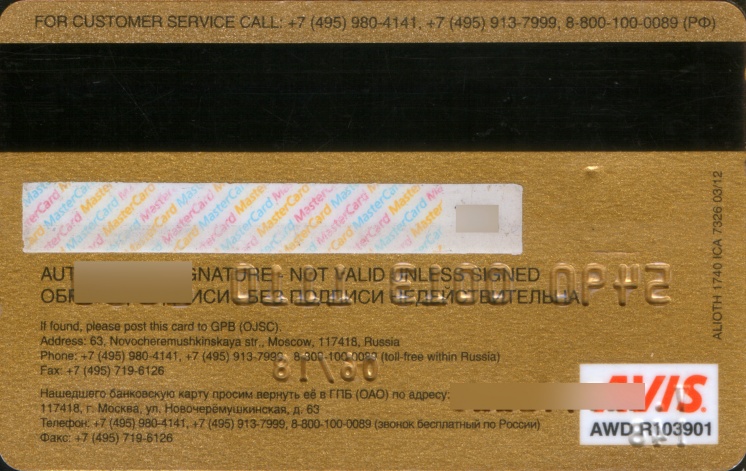 FOR CUSTOMER SERVICE CALL: +7 (495) 980-4141, +7 (495) 913-7999, 8-800-100-0089 (РФ)
MasterCard MasterCard MasterCard MasterCard
ALIOTH 1740 ICA 7326 03/12
SIGNATURE - NOT VALID UNLESS SIGNED
БЕЗ ПОДПИСИ НЕДЕЙСТВИТЕЛЬНА
If found, please post this card to GPB (OJSC).
Address: 63, Novocheremushkinskaya str., Moscow, 117418, Russia
Phone: +7 (495) 980-4141, +7 (495) 913-7999, 8-800-100-0089 (toll-free within Russia)
Fax: +7 (495) 719-6126
Нашедшего банковскую карту просим вернуть её в ГПБ (ОАО) по адресу:
117418, г. Москва, ул. Новочерёмушкинская, д. 63
Телефон: +7 (495) 980-4141, +7 (495) 913-7999, 8-800-100-0089 (звонок бесплатный по России)
Факс: +7 (495) 719-6126
AVIS
AWD R103901